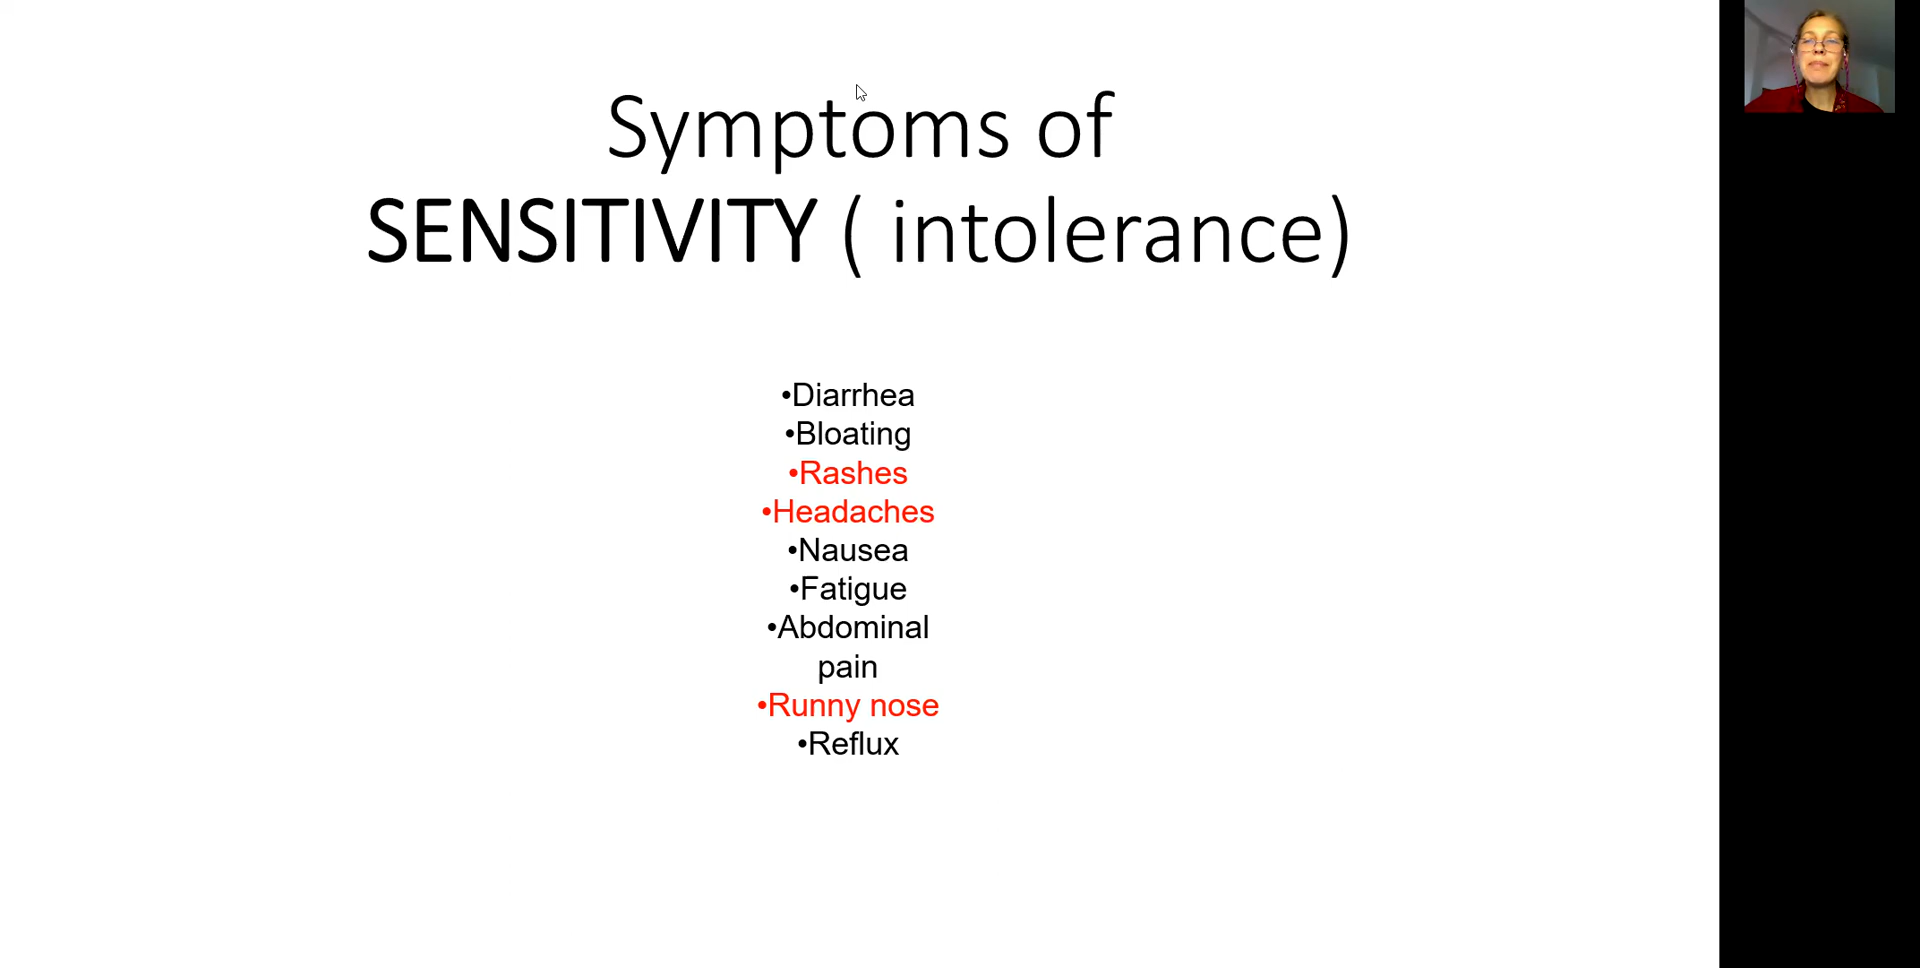 Symptoms of
SENSITIVITY ( intolerance)
•Diarrhea
•Bloating
•Rashes
•Headaches
•Nausea
•Fatigue
•Abdominal
pain
•Runny nose
•Reflux